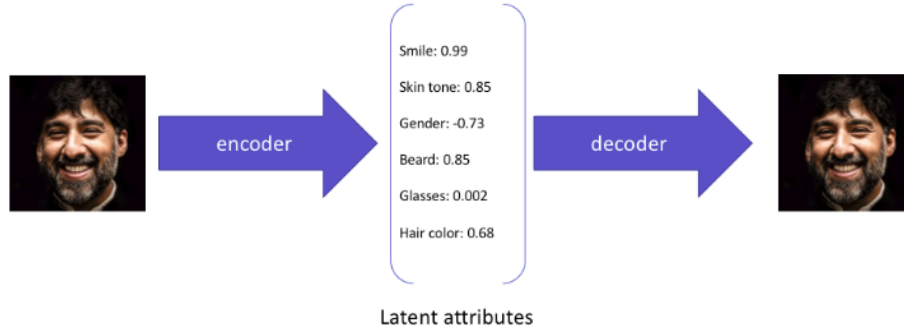 encoder
Smile: 0.99
Skin tone: 0.85
Gender: -0.73
Beard: 0.85
Glasses: 0.002
Hair color: 0.68
decoder
Latent attributes